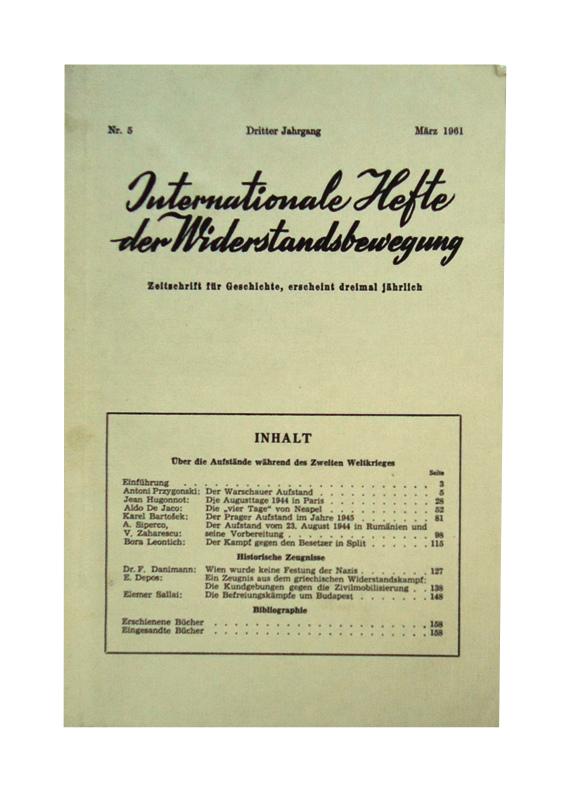 Nr. 5 Dritter Jahrgang März 1961
Internationale Hefte
der Widerstandsbewegung
Zeitschrift für Geschichte, erscheint dreimal jährlich
INHALT
Über die Aufstände während des Zweiten Weltkrieges
Seite
Einführung . . . . . . . . . . . . . . . . . . . 3
Antoni Przygonski: Der Warschauer Aufstand . . . . . . . . . 5
Jean Hugonnot: Die Augusttage 1944 in Paris . . . . . . . . 28
Aldo De Jaco: Die „vier Tage“ von Neapel . . . . . . . . 52
Karel Bartošek: Der Prager Aufstand im Jahre 1945 . . . . . . 81
A. Siperco, Der Aufstand vom 23. August 1944 in Rumänien und
V. Zaharescu: seine Vorbereitung . . . . . . . . . . . 98
Bora Leontich: Der Kampf gegen den Besetzer in Split . . . . . 115
Historische Zeugnisse
Dr. F. Danimann: Wien wurde keine Festung der Nazis . . . . . 127
E. Depos: Ein Zeugnis aus dem griechischen Widerstandskampf:
Die Kundgebungen gegen die Zivilmobilisierung . . 138
Elemer Sallai: Die Befreiungskämpfe um Budapest . . . . . . 148
Bibliographie
Erschienene Bücher . . . . . . . . . . . . . . . . 158
Eingesandte Bücher . . . . . . . . . . . . . . . . 158